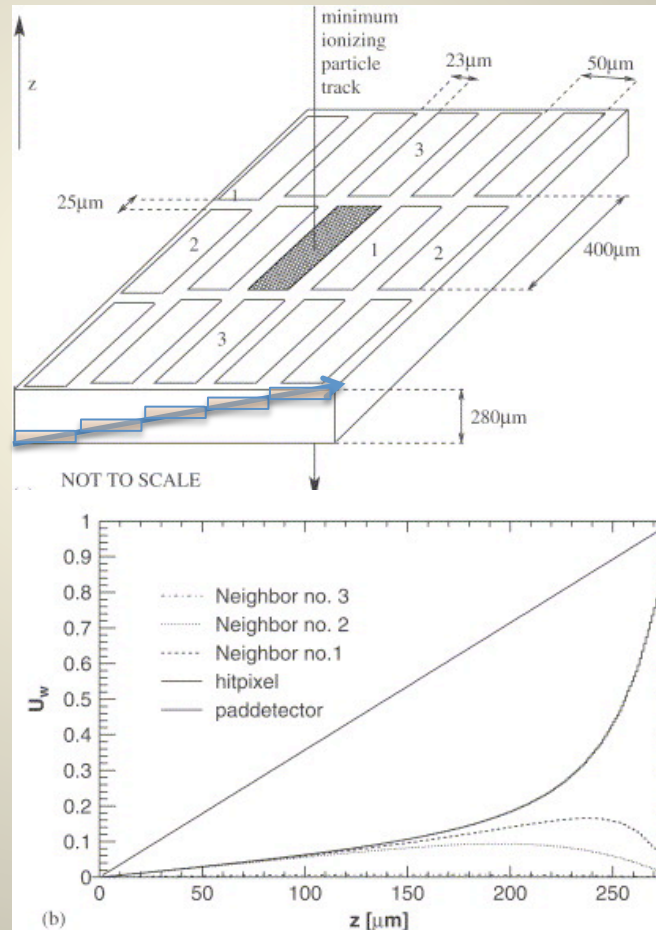 minimum
ionizing
particle
track
z
23μm
50μm
3
25μm
1
2
1
2
400μm
3
280μm
NOT TO SCALE
1
0.9
0.8
0.7
0.6
0.5
0.4
0.3
0.2
0.1
0
U_w
Neighbor no. 3
Neighbor no. 2
Neighbor no.1
hitpixel
paddetector
0
50
100
150
200
250
(b)
z [μm]